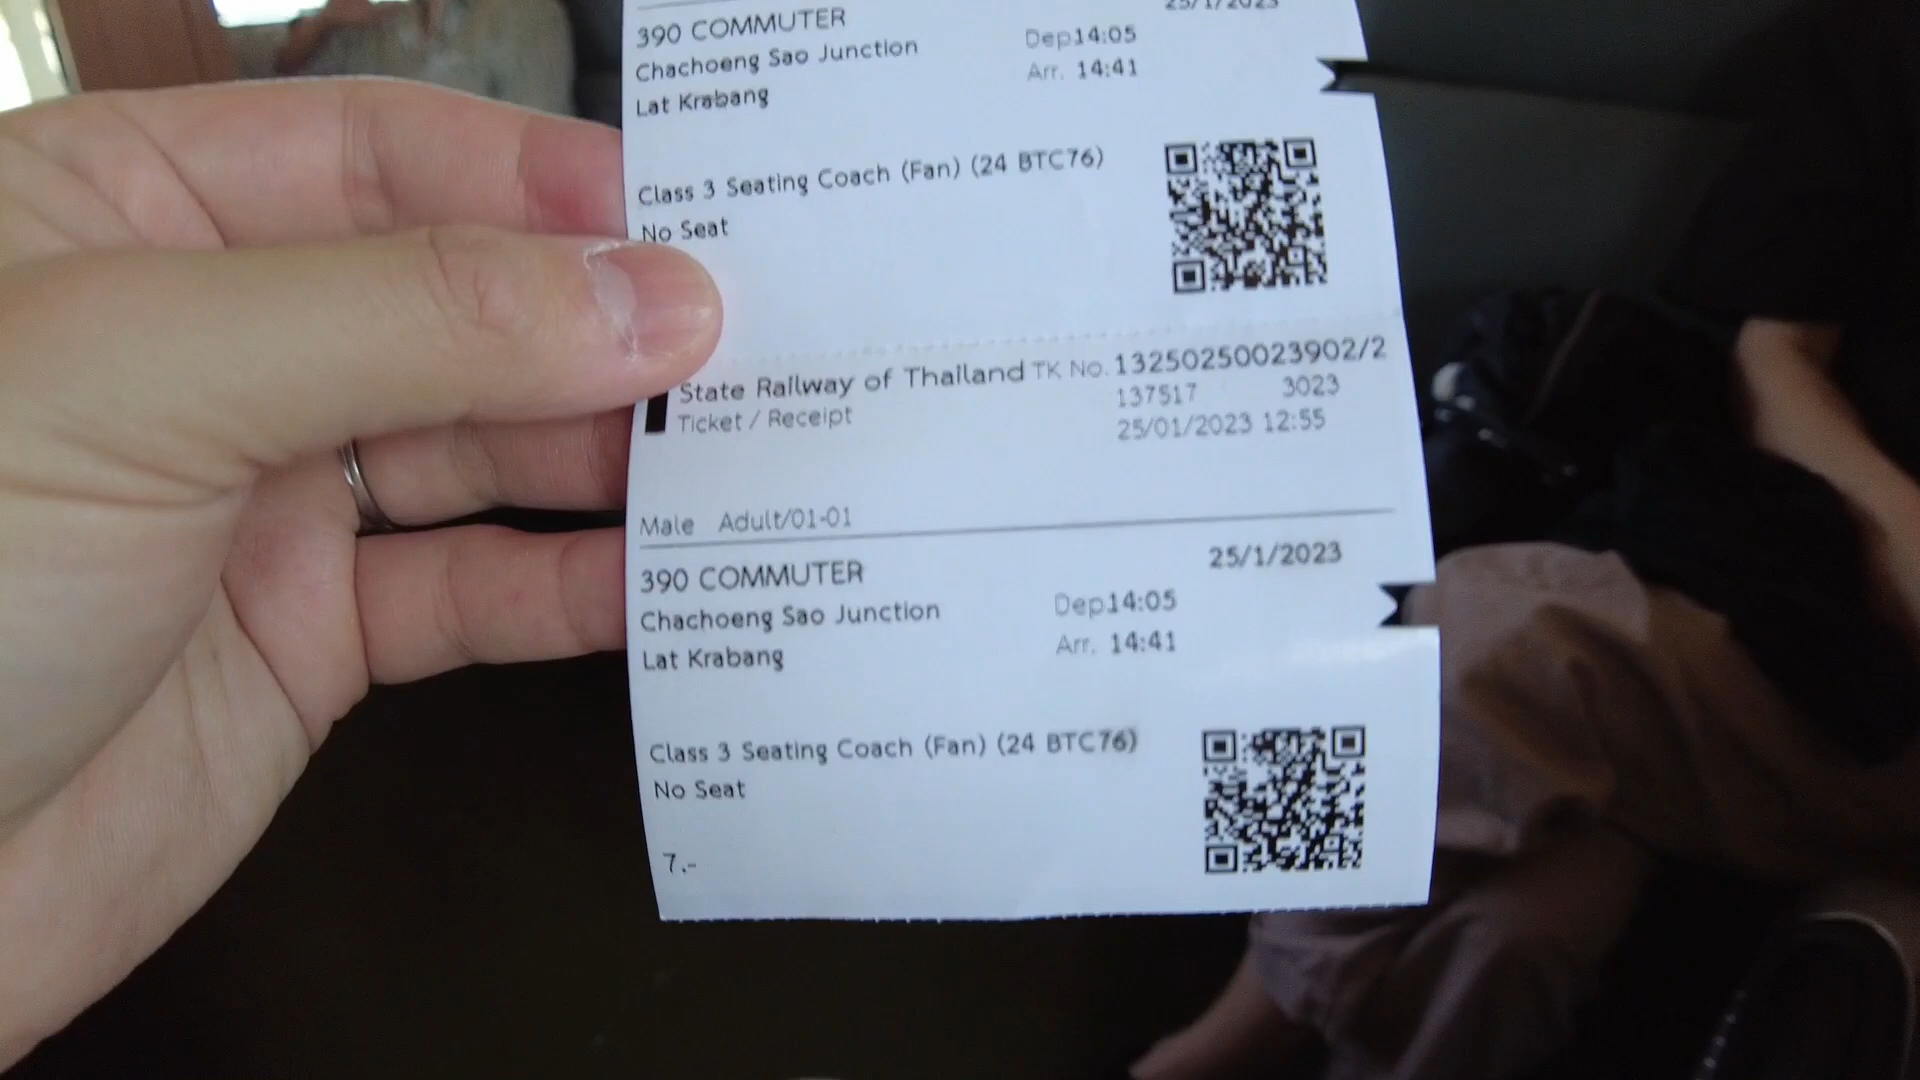 25/1/2023
390 COMMUTER
Chachoeng Sao Junction Dep14:05
Lat Krabang Arr. 14:41
Class 3 Seating Coach (Fan) (24 BTC76)
No Seat
State Railway of Thailand TK No. 13250250023902/2
Ticket / Receipt 137517 3023
25/01/2023 12:55
Male Adult/01-01
390 COMMUTER 25/1/2023
Chachoeng Sao Junction Dep14:05
Lat Krabang Arr. 14:41
Class 3 Seating Coach (Fan) (24 BTC76)
No Seat
7.-